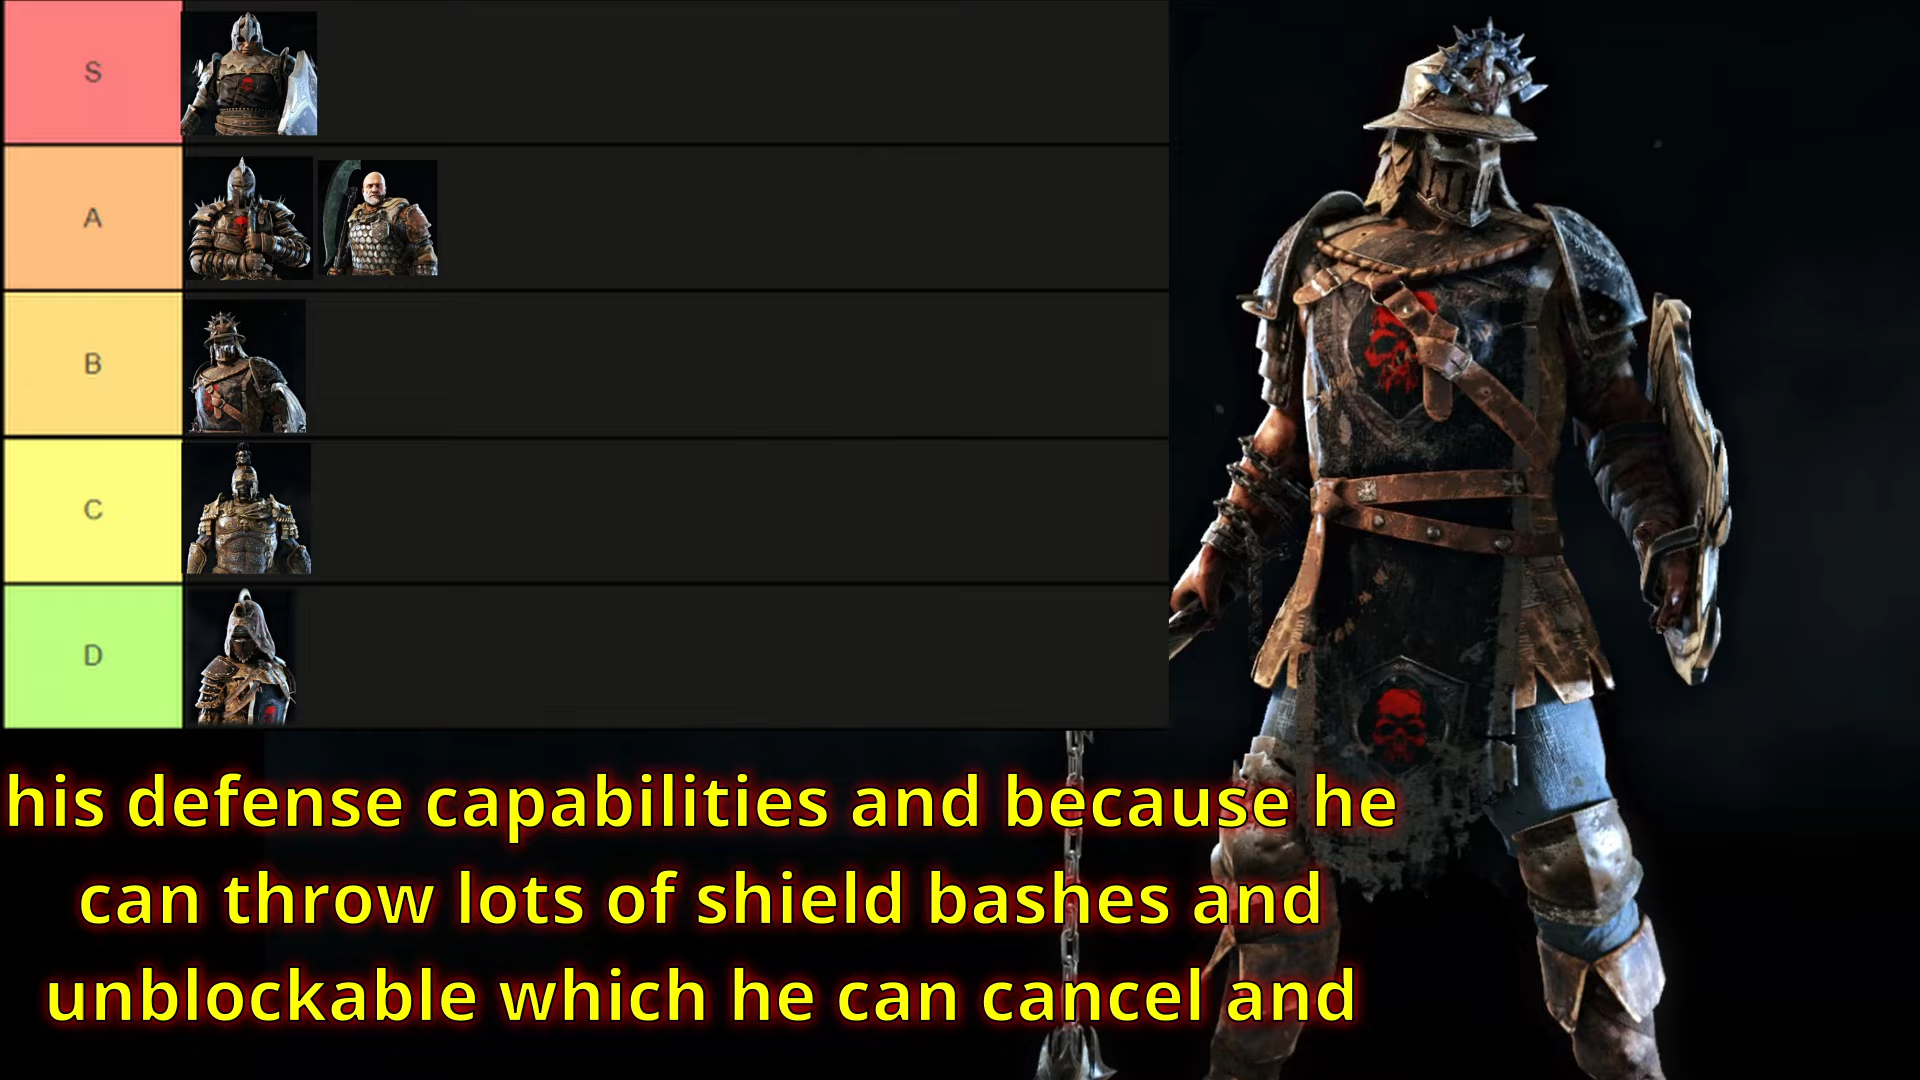 S
A
B
C
D
his defense capabilities and because he
can throw lots of shield bashes and
unblockable which he can cancel and